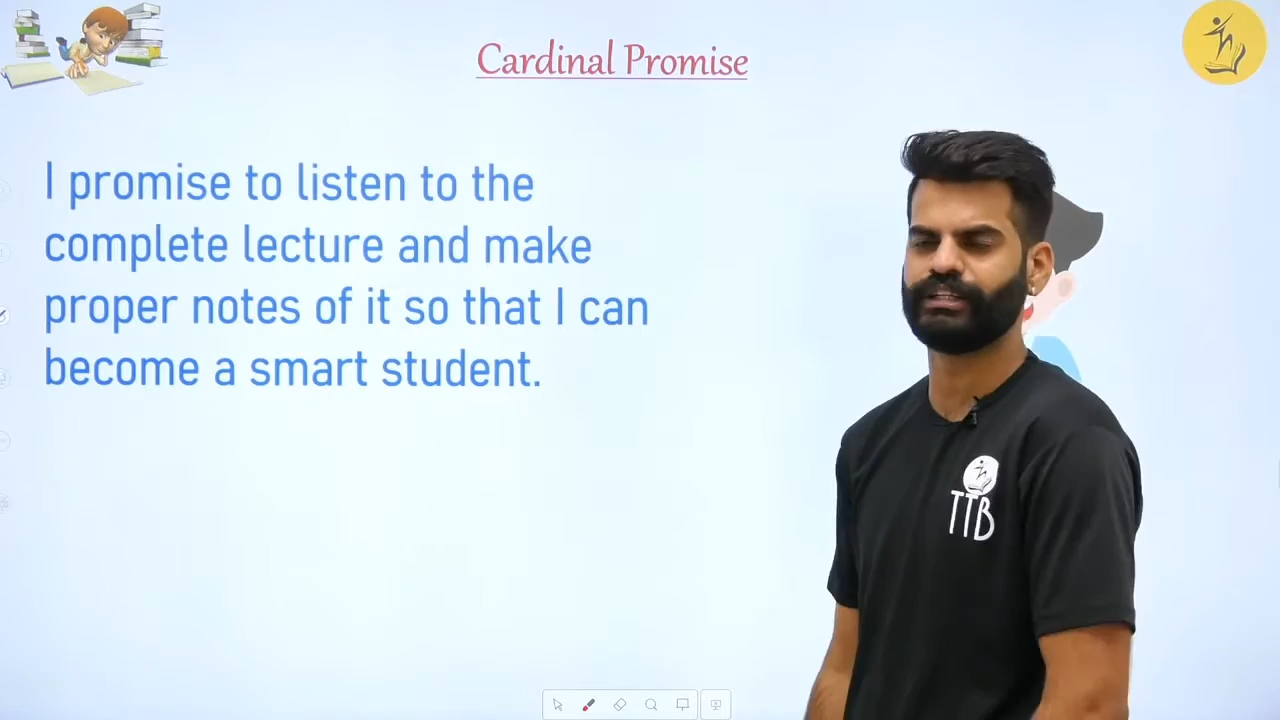 Cardinal Promise
I promise to listen to the
complete lecture and make
proper notes of it so that I can
become a smart student.
TTB